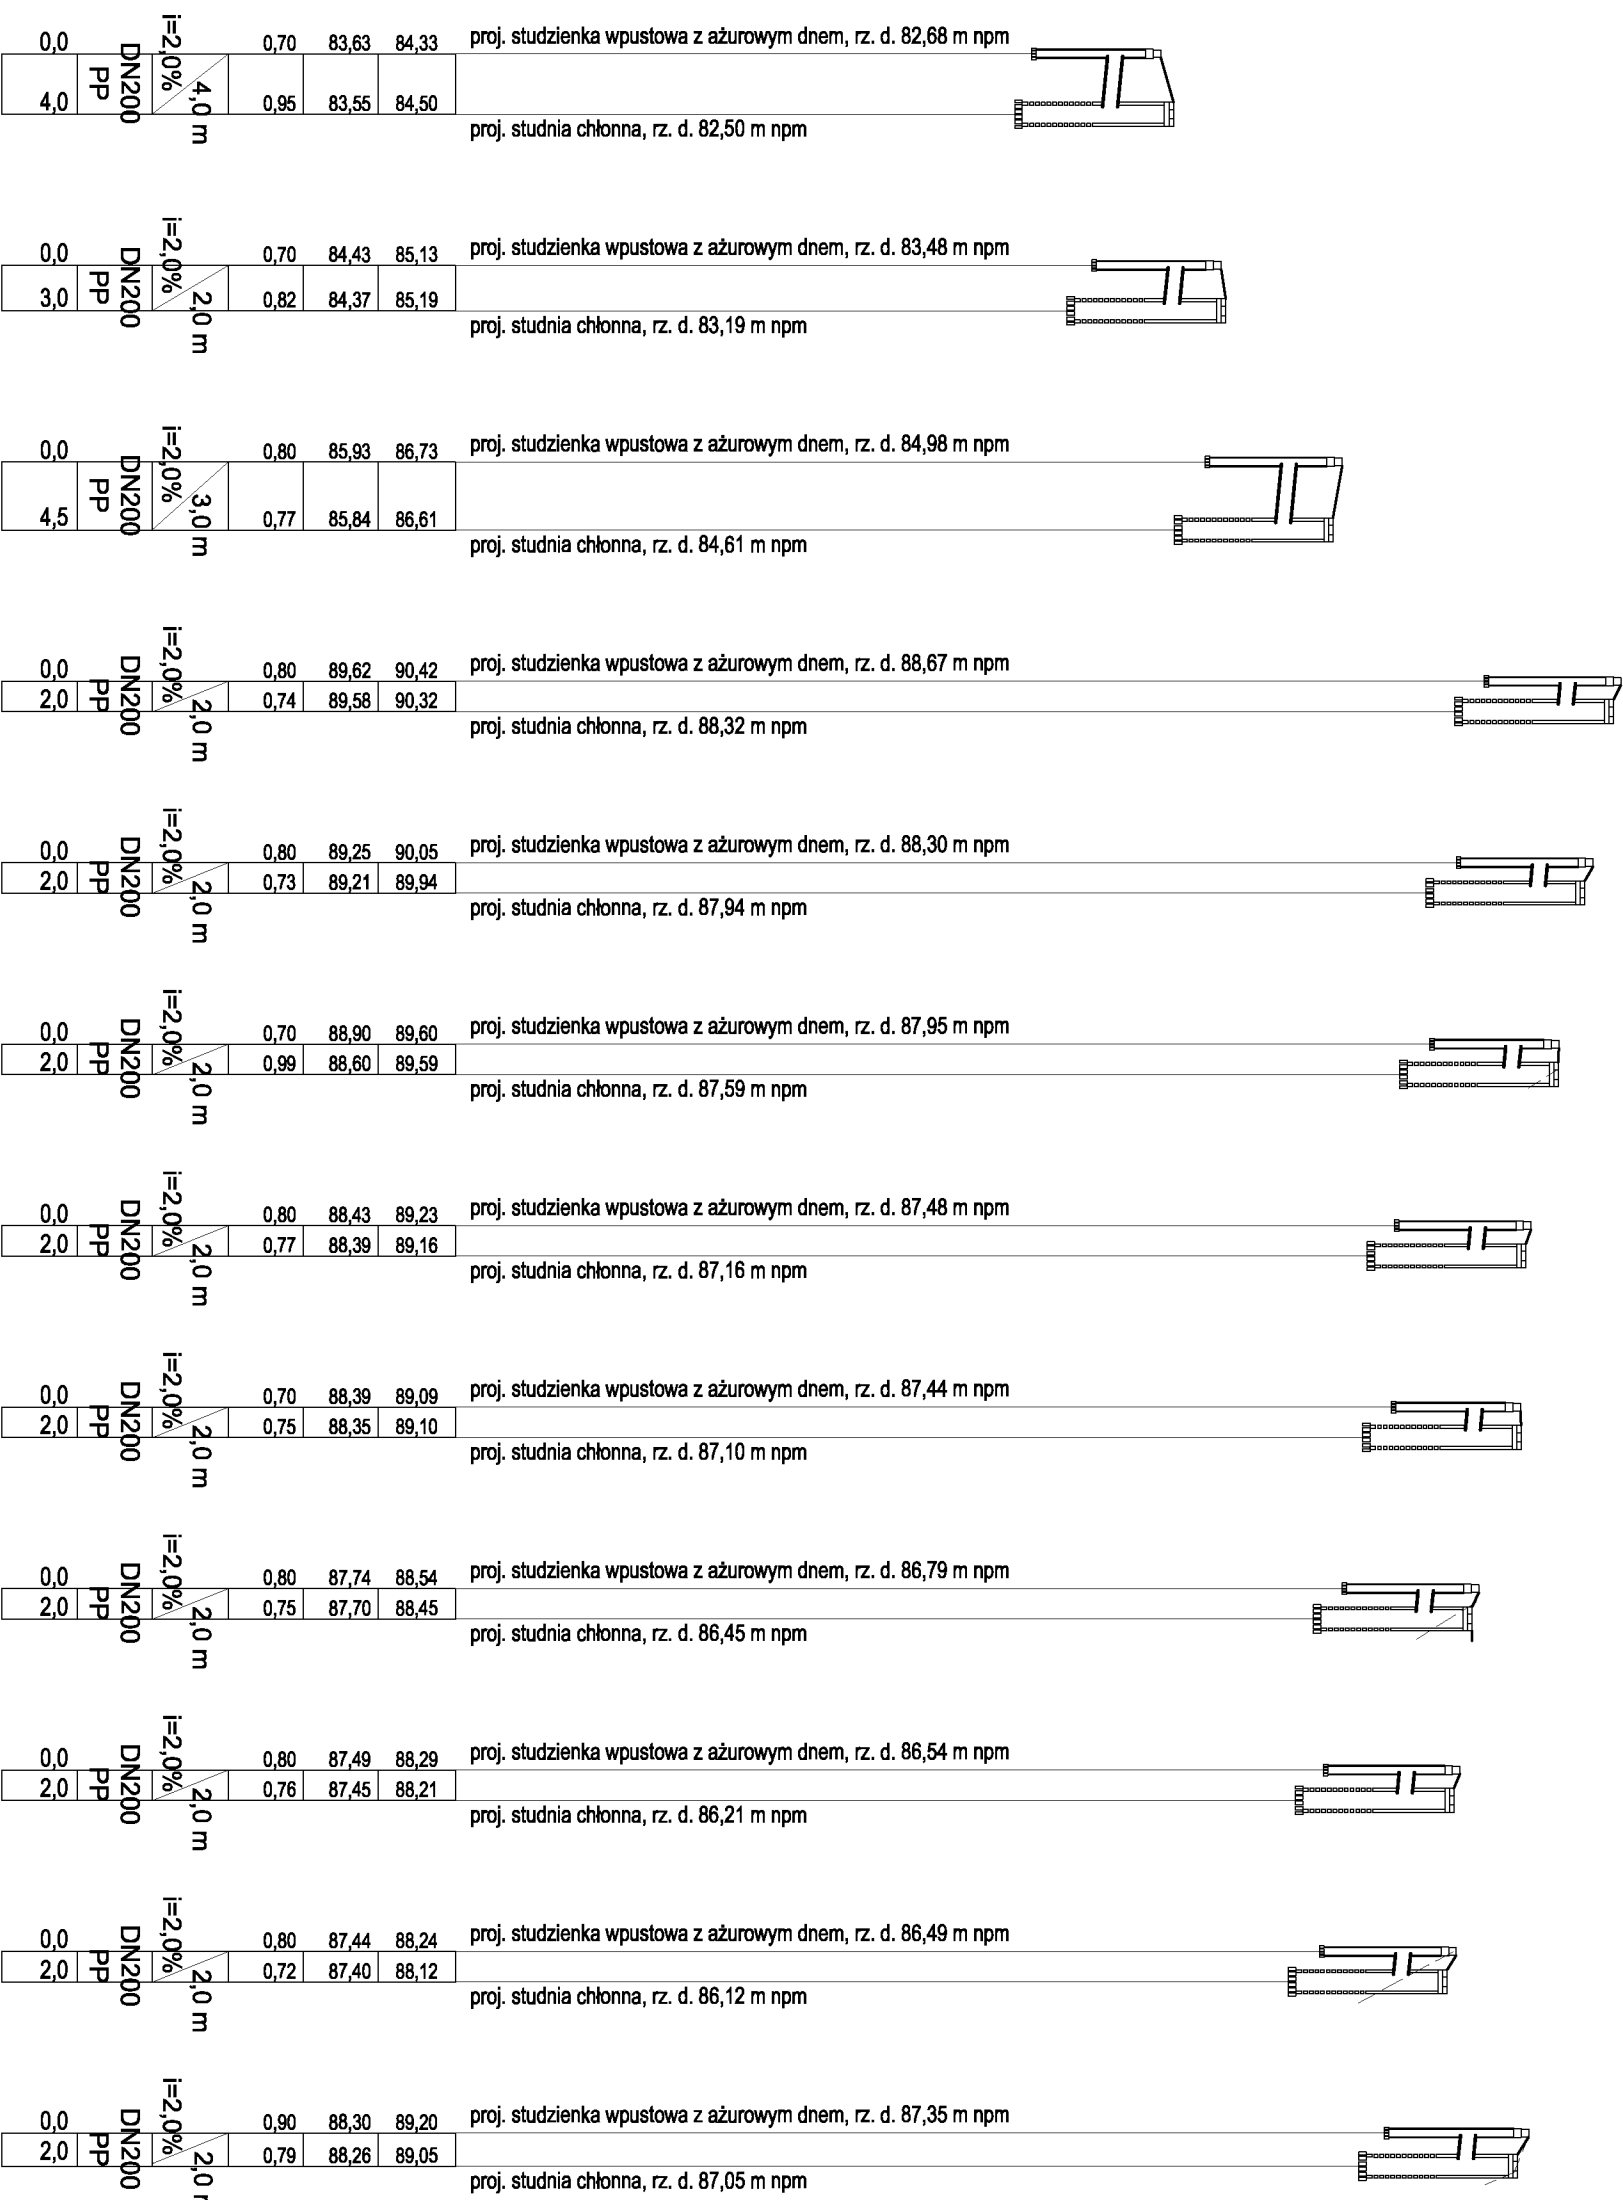 0,0 DN200 i=2,0% 0,70 83,63 84,33 proj. studzienka wpustowa z ażurowym dnem, rz. d. 82,68 m npm
4,0 PP 4,0 m 0,95 83,55 84,50
proj. studnia chłonna, rz. d. 82,50 m npm
0,0 DN200 i=2,0% 0,70 84,43 85,13 proj. studzienka wpustowa z ażurowym dnem, rz. d. 83,48 m npm
3,0 PP 2,0 m 0,82 84,37 85,19
proj. studnia chłonna, rz. d. 83,19 m npm
0,0 DN200 i=2,0% 0,80 85,93 86,73 proj. studzienka wpustowa z ażurowym dnem, rz. d. 84,98 m npm
4,5 PP 3,0 m 0,77 85,84 86,61
proj. studnia chłonna, rz. d. 84,61 m npm
0,0 DN200 i=2,0% 0,80 89,62 90,42 proj. studzienka wpustowa z ażurowym dnem, rz. d. 88,67 m npm
2,0 PP 2,0 m 0,74 89,58 90,32
proj. studnia chłonna, rz. d. 88,32 m npm
0,0 DN200 i=2,0% 0,80 89,25 90,05 proj. studzienka wpustowa z ażurowym dnem, rz. d. 88,30 m npm
2,0 PP 2,0 m 0,73 89,21 89,94
proj. studnia chłonna, rz. d. 87,94 m npm
0,0 DN200 i=2,0% 0,70 88,90 89,60 proj. studzienka wpustowa z ażurowym dnem, rz. d. 87,95 m npm
2,0 PP 2,0 m 0,99 88,60 89,59
proj. studnia chłonna, rz. d. 87,59 m npm
0,0 DN200 i=2,0% 0,80 88,43 89,23 proj. studzienka wpustowa z ażurowym dnem, rz. d. 87,48 m npm
2,0 PP 2,0 m 0,77 88,39 89,16
proj. studnia chłonna, rz. d. 87,16 m npm
0,0 DN200 i=2,0% 0,70 88,39 89,09 proj. studzienka wpustowa z ażurowym dnem, rz. d. 87,44 m npm
2,0 PP 2,0 m 0,75 88,35 89,10
proj. studnia chłonna, rz. d. 87,10 m npm
0,0 DN200 i=2,0% 0,80 87,74 88,54 proj. studzienka wpustowa z ażurowym dnem, rz. d. 86,79 m npm
2,0 PP 2,0 m 0,75 87,70 88,45
proj. studnia chłonna, rz. d. 86,45 m npm
0,0 DN200 i=2,0% 0,80 87,49 88,29 proj. studzienka wpustowa z ażurowym dnem, rz. d. 86,54 m npm
2,0 PP 2,0 m 0,76 87,45 88,21
proj. studnia chłonna, rz. d. 86,21 m npm
0,0 DN200 i=2,0% 0,80 87,44 88,24 proj. studzienka wpustowa z ażurowym dnem, rz. d. 86,49 m npm
2,0 PP 2,0 m 0,72 87,40 88,12
proj. studnia chłonna, rz. d. 86,12 m npm
0,0 DN200 i=2,0% 0,90 88,30 89,20 proj. studzienka wpustowa z ażurowym dnem, rz. d. 87,35 m npm
2,0 PP 2,0 0,79 88,26 89,05
proj. studnia chłonna, rz. d. 87,05 m npm